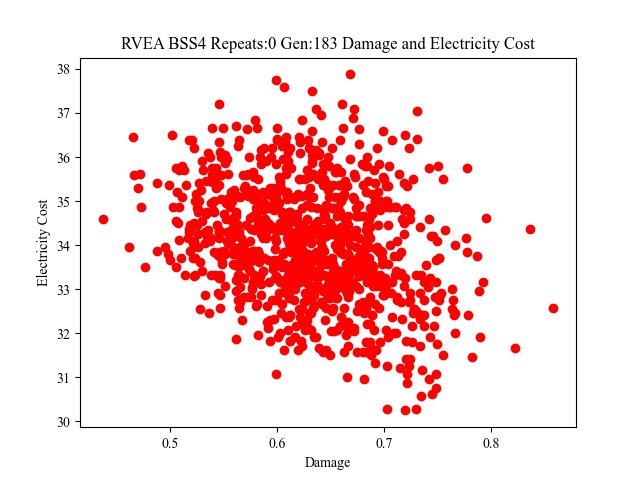 RVEA BSS4 Repeats:0 Gen:183 Damage and Electricity Cost
38
37
36
35
34
33
32
31
30
Electricity Cost
0.5 0.6 0.7 0.8
Damage